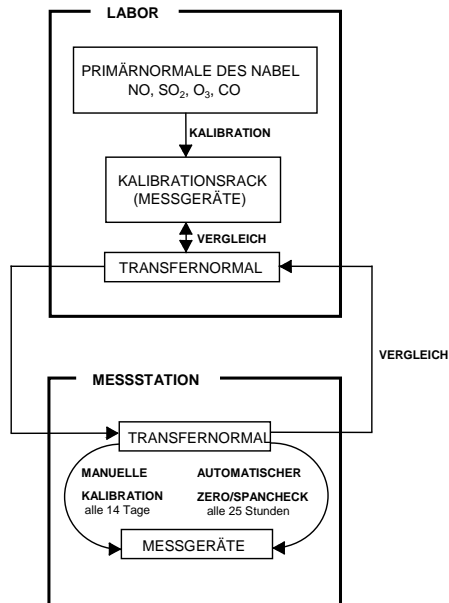 LABOR
PRIMÄRNORMALE DES NABEL
NO, SO₂, O₃, CO
KALIBRATION
KALIBRATIONSRACK
(MESSGERÄTE)
VERGLEICH
TRANSFERNORMAL
VERGLEICH
MESSSTATION
TRANSFERNORMAL
MANUELLE
KALIBRATION
alle 14 Tage
AUTOMATISCHER
ZERO/SPANCHECK
alle 25 Stunden
MESSGERÄTE